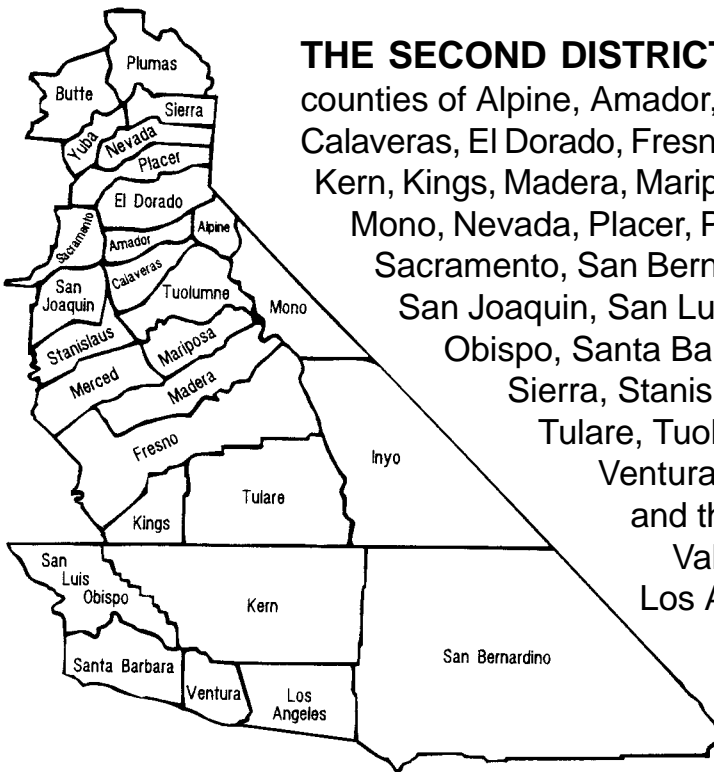 THE SECOND DISTRICT
counties of Alpine, Amador,
Calaveras, El Dorado, Fresn
Kern, Kings, Madera, Marip
Mono, Nevada, Placer, P
Sacramento, San Bern
San Joaquin, San Lu
Obispo, Santa Ba
Sierra, Stanis
Tulare, Tuol
Ventura
and th
Val
Los A
Plumas
Butte
Sierra
Yuba
Nevada
Placer
El Dorado
Sacramento
Amador
Alpine
San
Joaquin
Calaveras
Tuolumne
Mono
Stanislaus
Mariposa
Merced
Madera
Fresno
Inyo
Tulare
Kings
San
Luis
Obispo
Kern
San Bernardino
Santa Barbara
Ventura
Los
Angeles